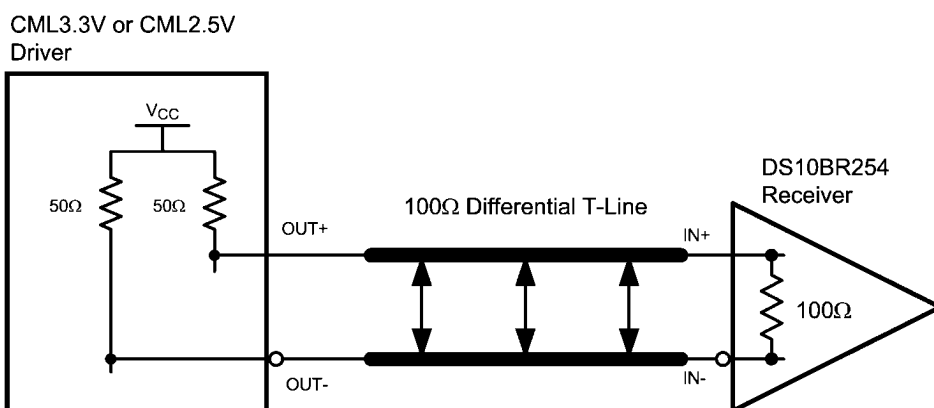 CML3.3V or CML2.5V
Driver
VCC
50Ω
50Ω
OUT+
OUT-
100Ω Differential T-Line
IN+
IN-
DS10BR254
Receiver
100Ω